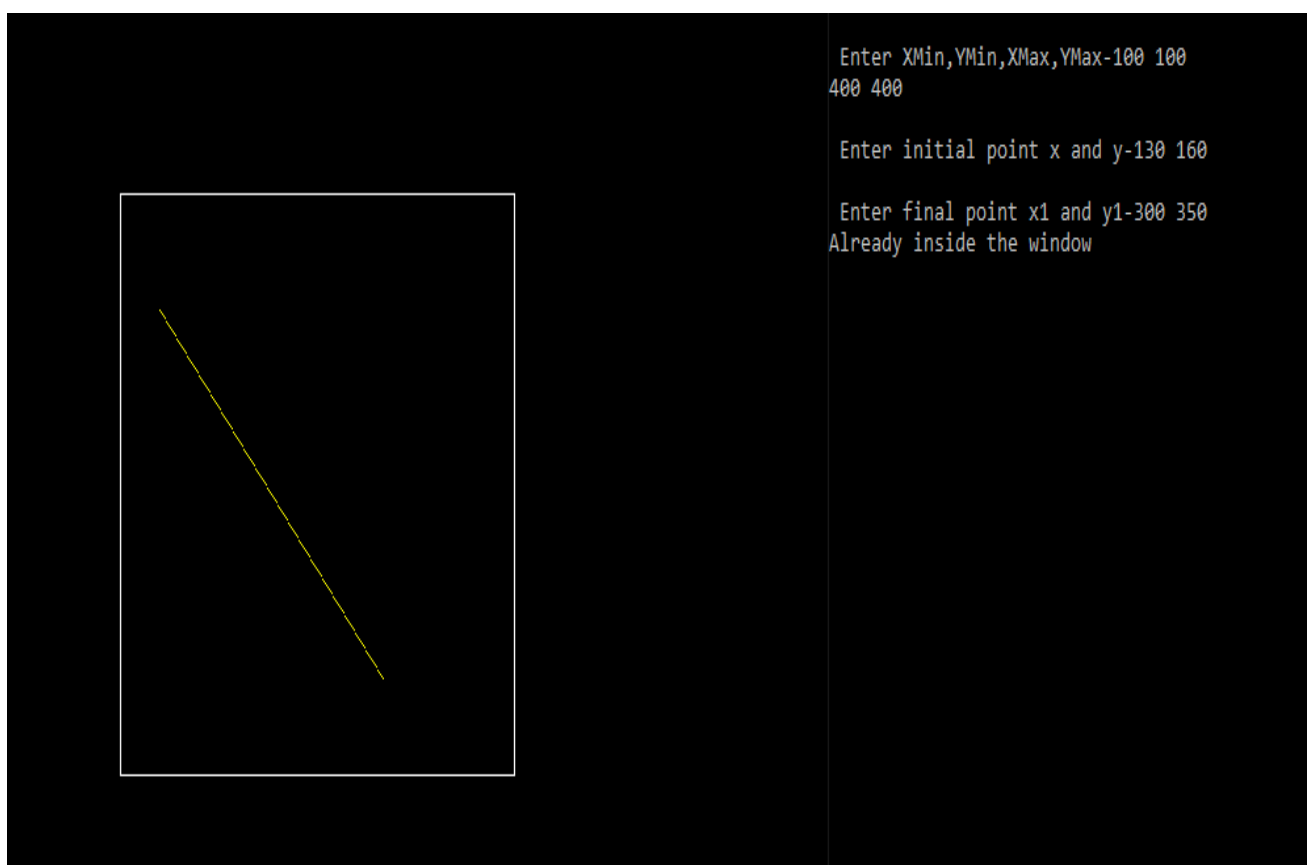 Enter XMin,YMin,XMax,YMax-100 100
400 400
Enter initial point x and y-130 160
Enter final point x1 and y1-300 350
Already inside the window